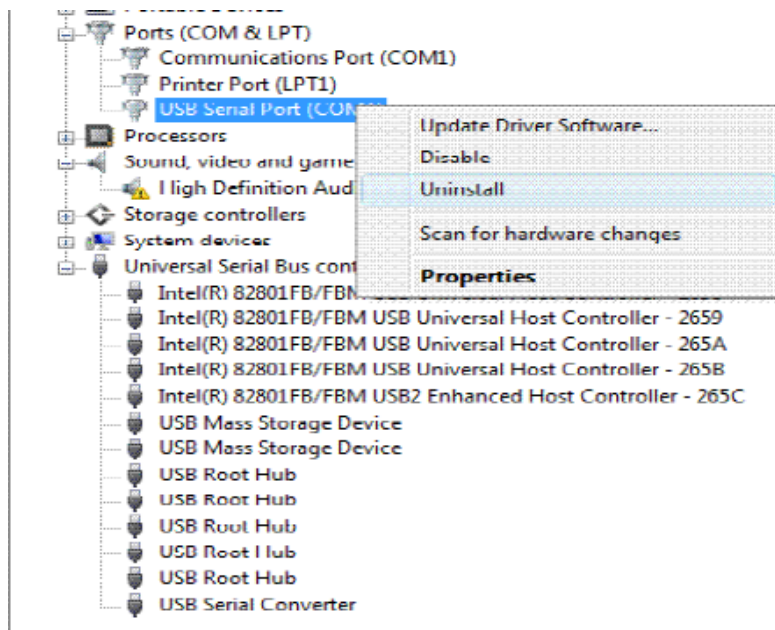 Ports (COM & LPT)
Communications Port (COM1)
Printer Port (LPT1)
USB Serial Port (COM
Update Driver Software...
Processors
Disable
Sound, video and game
High Definition Aud
Uninstall
Storage controllers
Scan for hardware changes
System devices
Universal Serial Bus cont
Properties
Intel(R) 82801FB/FBM
Intel(R) 82801FB/FBM USB Universal Host Controller - 2659
Intel(R) 82801FB/FBM USB Universal Host Controller - 265A
Intel(R) 82801FB/FBM USB Universal Host Controller - 265B
Intel(R) 82801FB/FBM USB2 Enhanced Host Controller - 265C
USB Mass Storage Device
USB Mass Storage Device
USB Root Hub
USB Root Hub
USB Root Hub
USB Root Hub
USB Root Hub
USB Serial Converter